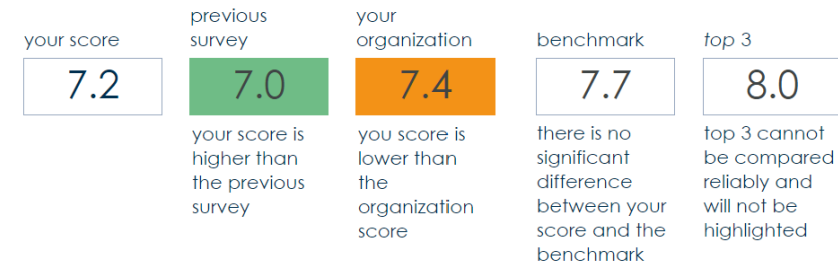 your score
7.2
previous
survey
7.0
your score is
higher than
the previous
survey
your
organization
7.4
you score is
lower than
the
organization
score
benchmark
7.7
there is no
significant
difference
between your
score and the
benchmark
top 3
8.0
top 3 cannot
be compared
reliably and
will not be
highlighted